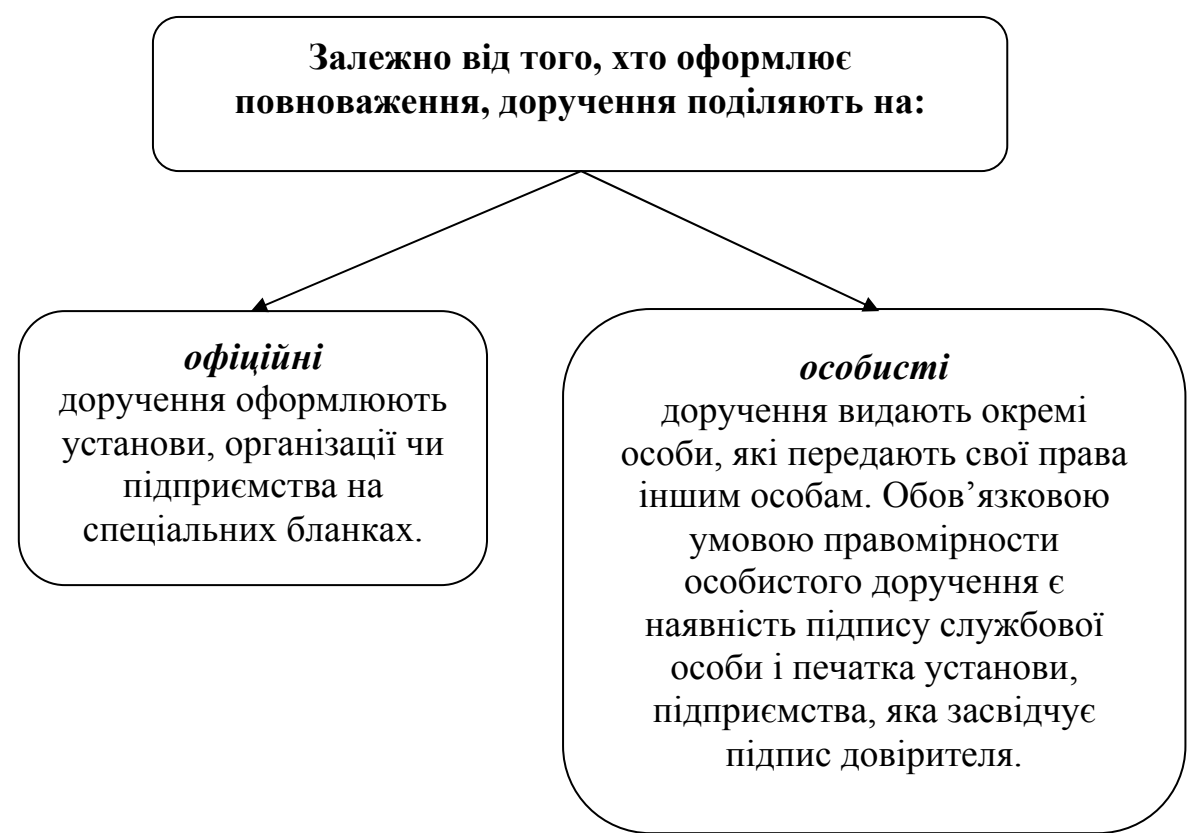 Залежно від того, хто оформлює
повноваження, доручення поділяють на:
офіційні
доручення оформлюють
установи, організації чи
підприємства на
спеціальних бланках.
особисті
доручення видають окремі
особи, які передають свої права
іншим особам. Обов’язковою
умовою правомірности
особистого доручення є
наявність підпису службової
особи і печатка установи,
підприємства, яка засвідчує
підпис довірителя.